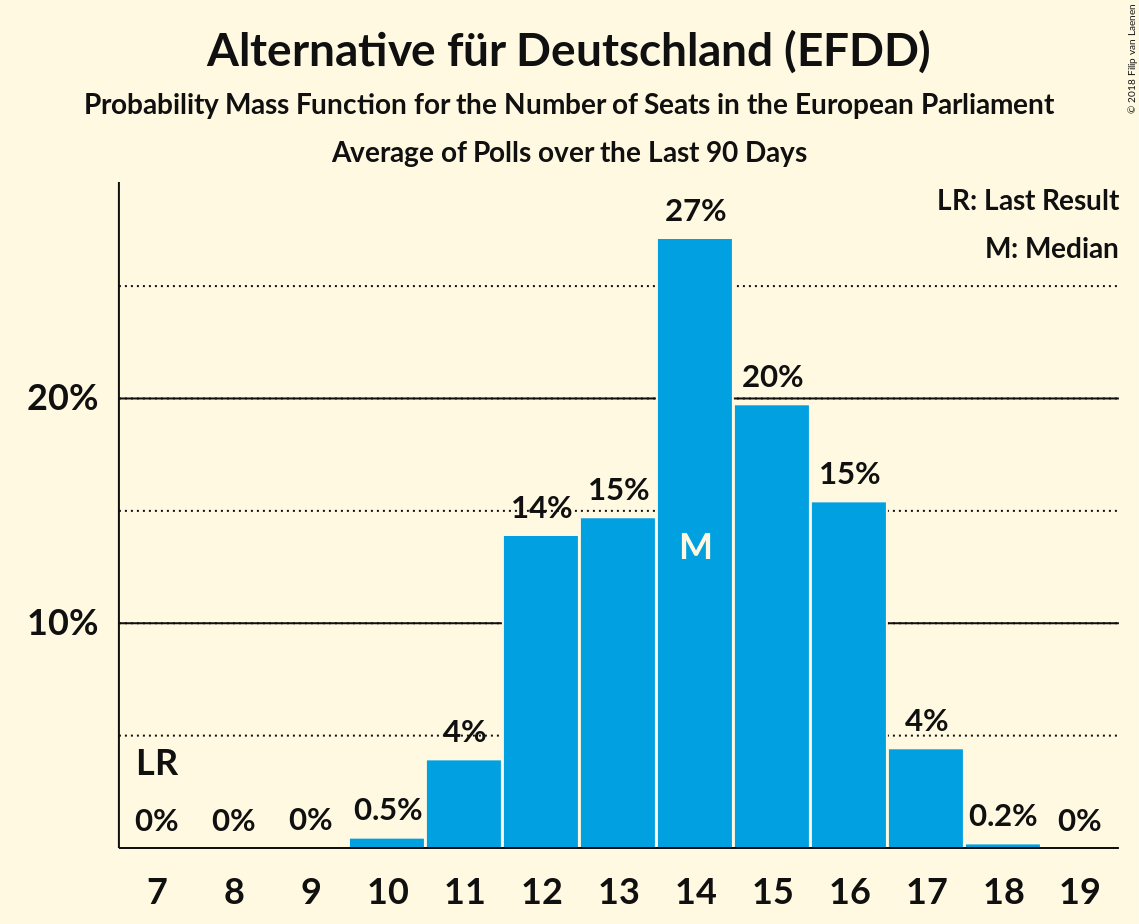 Alternative für Deutschland (EFDD)
Probability Mass Function for the Number of Seats in the European Parliament
Average of Polls over the Last 90 Days
© 2018 Filip van Laenen
LR: Last Result
M: Median
27%
20%
20%
15%
15%
14%
M
10%
4%
4%
LR
0%
0%
0%
0.5%
0.2%
0%
7 8 9 10 11 12 13 14 15 16 17 18 19